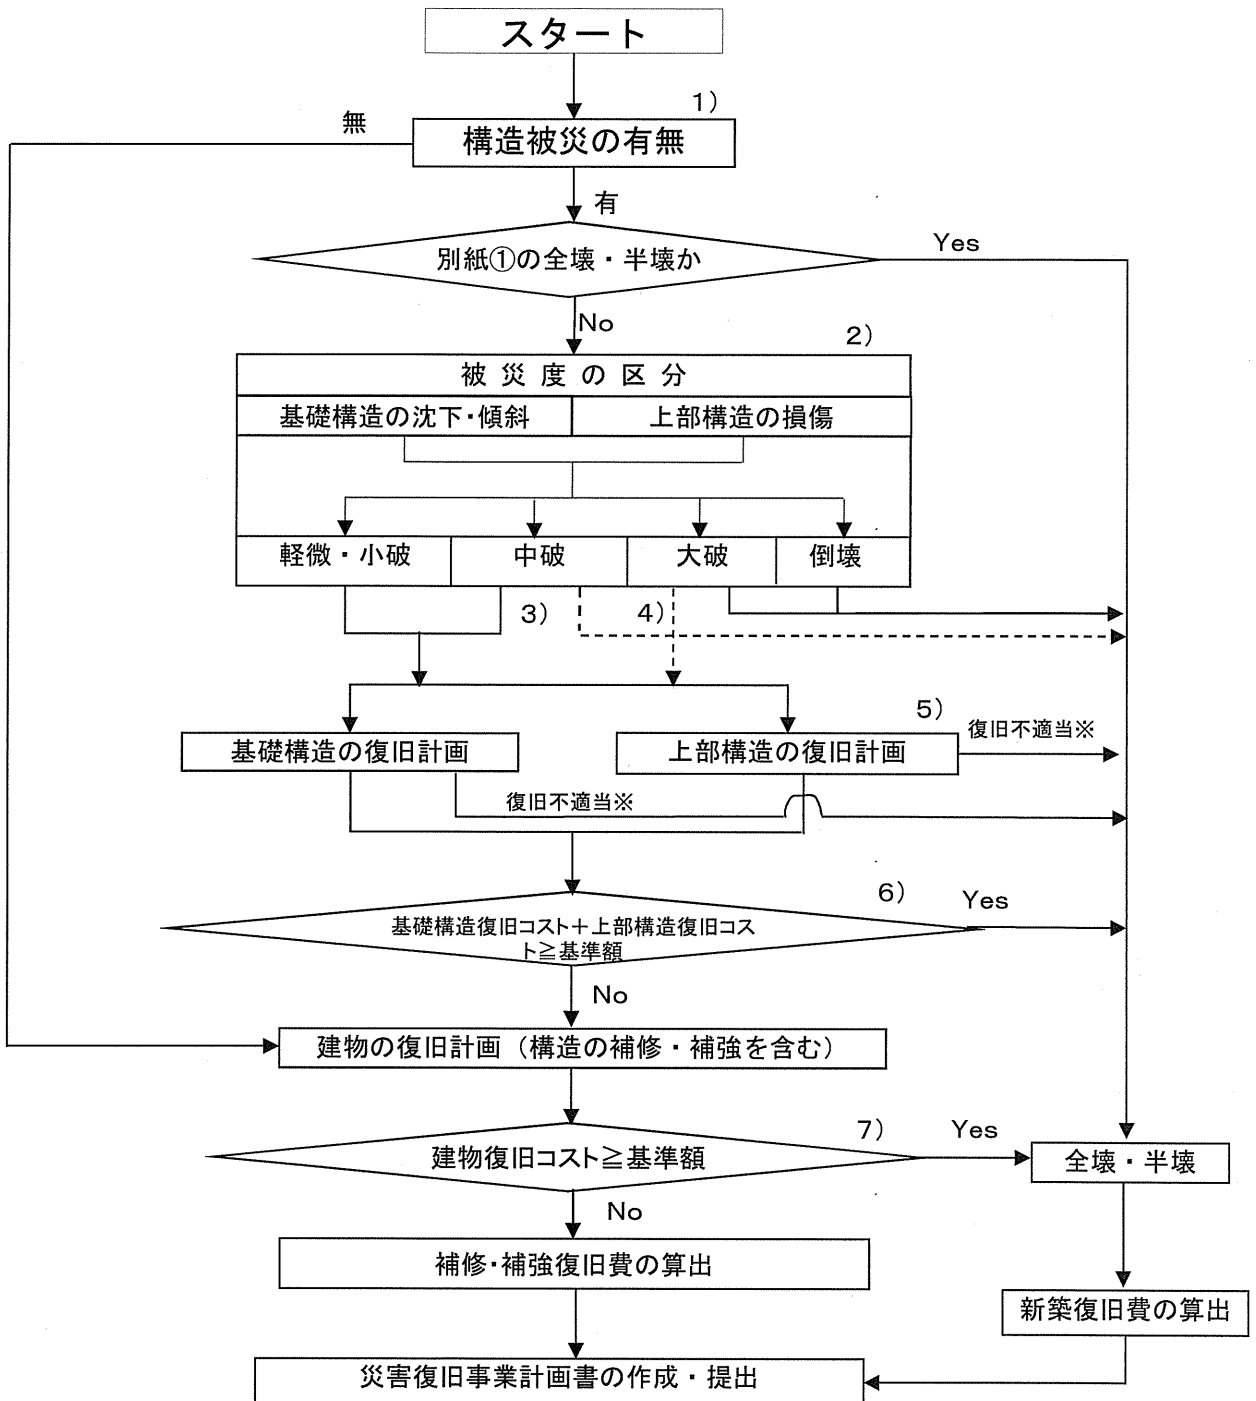 スタート
1）
無
構造被災の有無
有
別紙①の全壊・半壊か
Yes
No
2）
被 災 度 の 区 分
基礎構造の沈下・傾斜
上部構造の損傷
軽微・小破
中破
大破
倒壊
3）
4）
5）
基礎構造の復旧計画
上部構造の復旧計画
復旧不適当※
復旧不適当※
6）
Yes
基礎構造復旧コスト＋上部構造復旧コス
ト≧基準額
No
建物の復旧計画（構造の補修・補強を含む）
7）
Yes
建物復旧コスト≧基準額
全壊・半壊
No
補修・補強復旧費の算出
新築復旧費の算出
災害復旧事業計画書の作成・提出